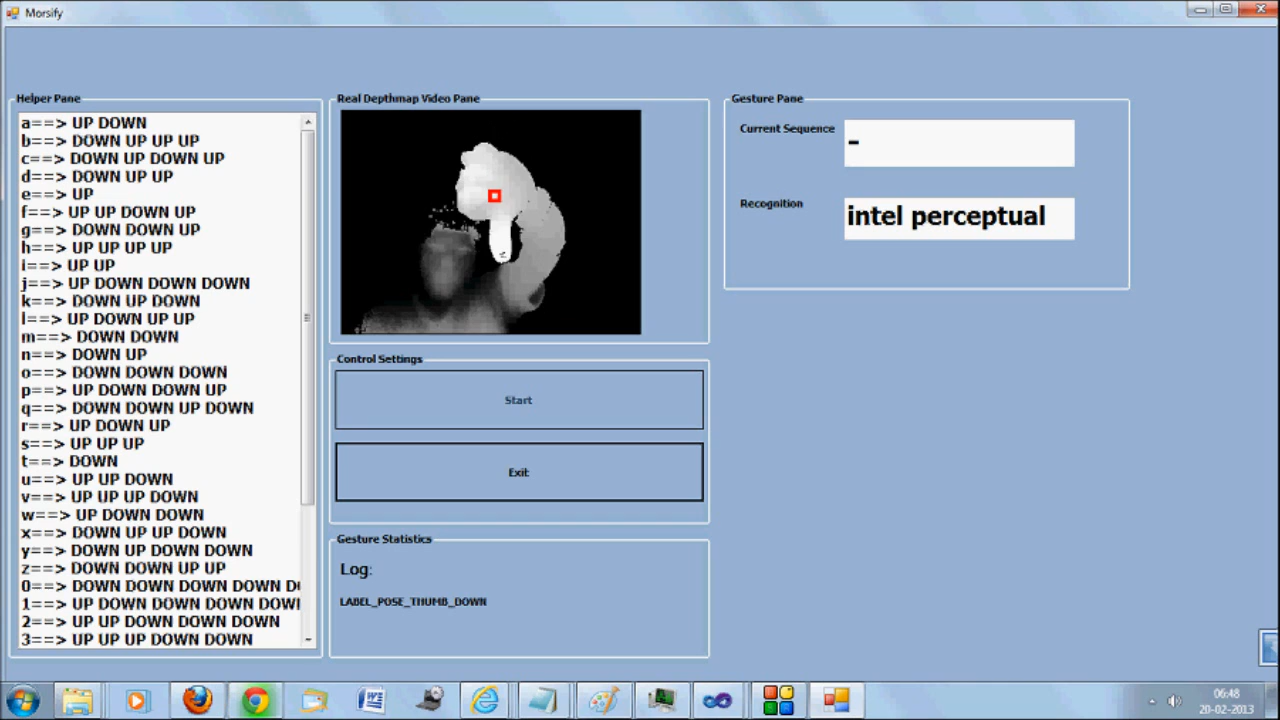 Morsify
Helper Pane
a==> UP DOWN
b==> DOWN UP UP UP
c==> DOWN UP DOWN UP
d==> DOWN UP UP
e==> UP
f==> UP UP DOWN UP
g==> DOWN DOWN UP
h==> UP UP UP UP
i==> UP UP
j==> UP DOWN DOWN DOWN
k==> DOWN UP DOWN
l==> UP DOWN UP UP
m==> DOWN DOWN
n==> DOWN UP
o==> DOWN DOWN DOWN
p==> UP DOWN DOWN UP
q==> DOWN DOWN UP DOWN
r==> UP DOWN UP
s==> UP UP UP
t==> DOWN
u==> UP UP DOWN
v==> UP UP UP DOWN
w==> UP DOWN DOWN
x==> DOWN UP UP DOWN
y==> DOWN UP DOWN DOWN
z==> DOWN DOWN UP UP
0==> DOWN DOWN DOWN DOWN D
1==> UP DOWN DOWN DOWN DOW
2==> UP UP DOWN DOWN DOWN
3==> UP UP UP DOWN DOWN
Real Depthmap Video Pane
Control Settings
Start
Exit
Gesture Statistics
Log:
LABEL_POSE_THUMB_DOWN
Gesture Pane
Current Sequence
–
Recognition
intel perceptual
06:48
20-02-2013